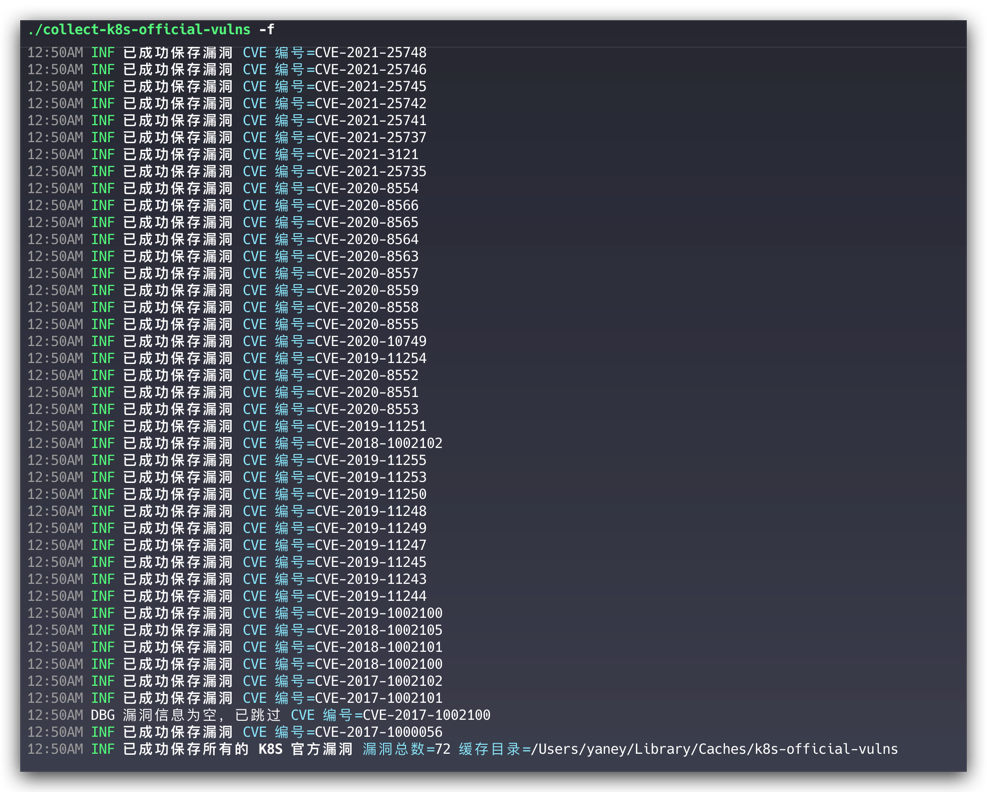 ./collect-k8s-official-vulns -f
12:50AM INF 已成功保存漏洞 CVE 编号=CVE-2021-25748
12:50AM INF 已成功保存漏洞 CVE 编号=CVE-2021-25746
12:50AM INF 已成功保存漏洞 CVE 编号=CVE-2021-25745
12:50AM INF 已成功保存漏洞 CVE 编号=CVE-2021-25742
12:50AM INF 已成功保存漏洞 CVE 编号=CVE-2021-25741
12:50AM INF 已成功保存漏洞 CVE 编号=CVE-2021-25737
12:50AM INF 已成功保存漏洞 CVE 编号=CVE-2021-3121
12:50AM INF 已成功保存漏洞 CVE 编号=CVE-2021-25735
12:50AM INF 已成功保存漏洞 CVE 编号=CVE-2020-8554
12:50AM INF 已成功保存漏洞 CVE 编号=CVE-2020-8566
12:50AM INF 已成功保存漏洞 CVE 编号=CVE-2020-8565
12:50AM INF 已成功保存漏洞 CVE 编号=CVE-2020-8564
12:50AM INF 已成功保存漏洞 CVE 编号=CVE-2020-8563
12:50AM INF 已成功保存漏洞 CVE 编号=CVE-2020-8557
12:50AM INF 已成功保存漏洞 CVE 编号=CVE-2020-8559
12:50AM INF 已成功保存漏洞 CVE 编号=CVE-2020-8558
12:50AM INF 已成功保存漏洞 CVE 编号=CVE-2020-8555
12:50AM INF 已成功保存漏洞 CVE 编号=CVE-2020-10749
12:50AM INF 已成功保存漏洞 CVE 编号=CVE-2019-11254
12:50AM INF 已成功保存漏洞 CVE 编号=CVE-2020-8552
12:50AM INF 已成功保存漏洞 CVE 编号=CVE-2020-8551
12:50AM INF 已成功保存漏洞 CVE 编号=CVE-2020-8553
12:50AM INF 已成功保存漏洞 CVE 编号=CVE-2019-11251
12:50AM INF 已成功保存漏洞 CVE 编号=CVE-2018-1002102
12:50AM INF 已成功保存漏洞 CVE 编号=CVE-2019-11255
12:50AM INF 已成功保存漏洞 CVE 编号=CVE-2019-11253
12:50AM INF 已成功保存漏洞 CVE 编号=CVE-2019-11250
12:50AM INF 已成功保存漏洞 CVE 编号=CVE-2019-11248
12:50AM INF 已成功保存漏洞 CVE 编号=CVE-2019-11249
12:50AM INF 已成功保存漏洞 CVE 编号=CVE-2019-11247
12:50AM INF 已成功保存漏洞 CVE 编号=CVE-2019-11245
12:50AM INF 已成功保存漏洞 CVE 编号=CVE-2019-11243
12:50AM INF 已成功保存漏洞 CVE 编号=CVE-2019-11244
12:50AM INF 已成功保存漏洞 CVE 编号=CVE-2019-1002100
12:50AM INF 已成功保存漏洞 CVE 编号=CVE-2018-1002105
12:50AM INF 已成功保存漏洞 CVE 编号=CVE-2018-1002101
12:50AM INF 已成功保存漏洞 CVE 编号=CVE-2018-1002100
12:50AM INF 已成功保存漏洞 CVE 编号=CVE-2017-1002102
12:50AM INF 已成功保存漏洞 CVE 编号=CVE-2017-1002101
12:50AM DBG 漏洞信息为空，已跳过 CVE 编号=CVE-2017-1002100
12:50AM INF 已成功保存漏洞 CVE 编号=CVE-2017-1000056
12:50AM INF 已成功保存所有的 K8S 官方漏洞 漏洞总数=72 缓存目录=/Users/yaney/Library/Caches/k8s-official-vulns